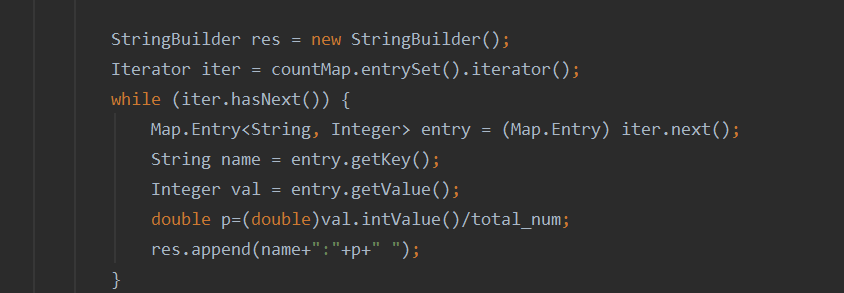 StringBuilder res = new StringBuilder();
Iterator iter = countMap.entrySet().iterator();
while (iter.hasNext()) {
Map.Entry<String, Integer> entry = (Map.Entry) iter.next();
String name = entry.getKey();
Integer val = entry.getValue();
double p=(double)val.intValue()/total_num;
res.append(name+":"+p+" ");
}